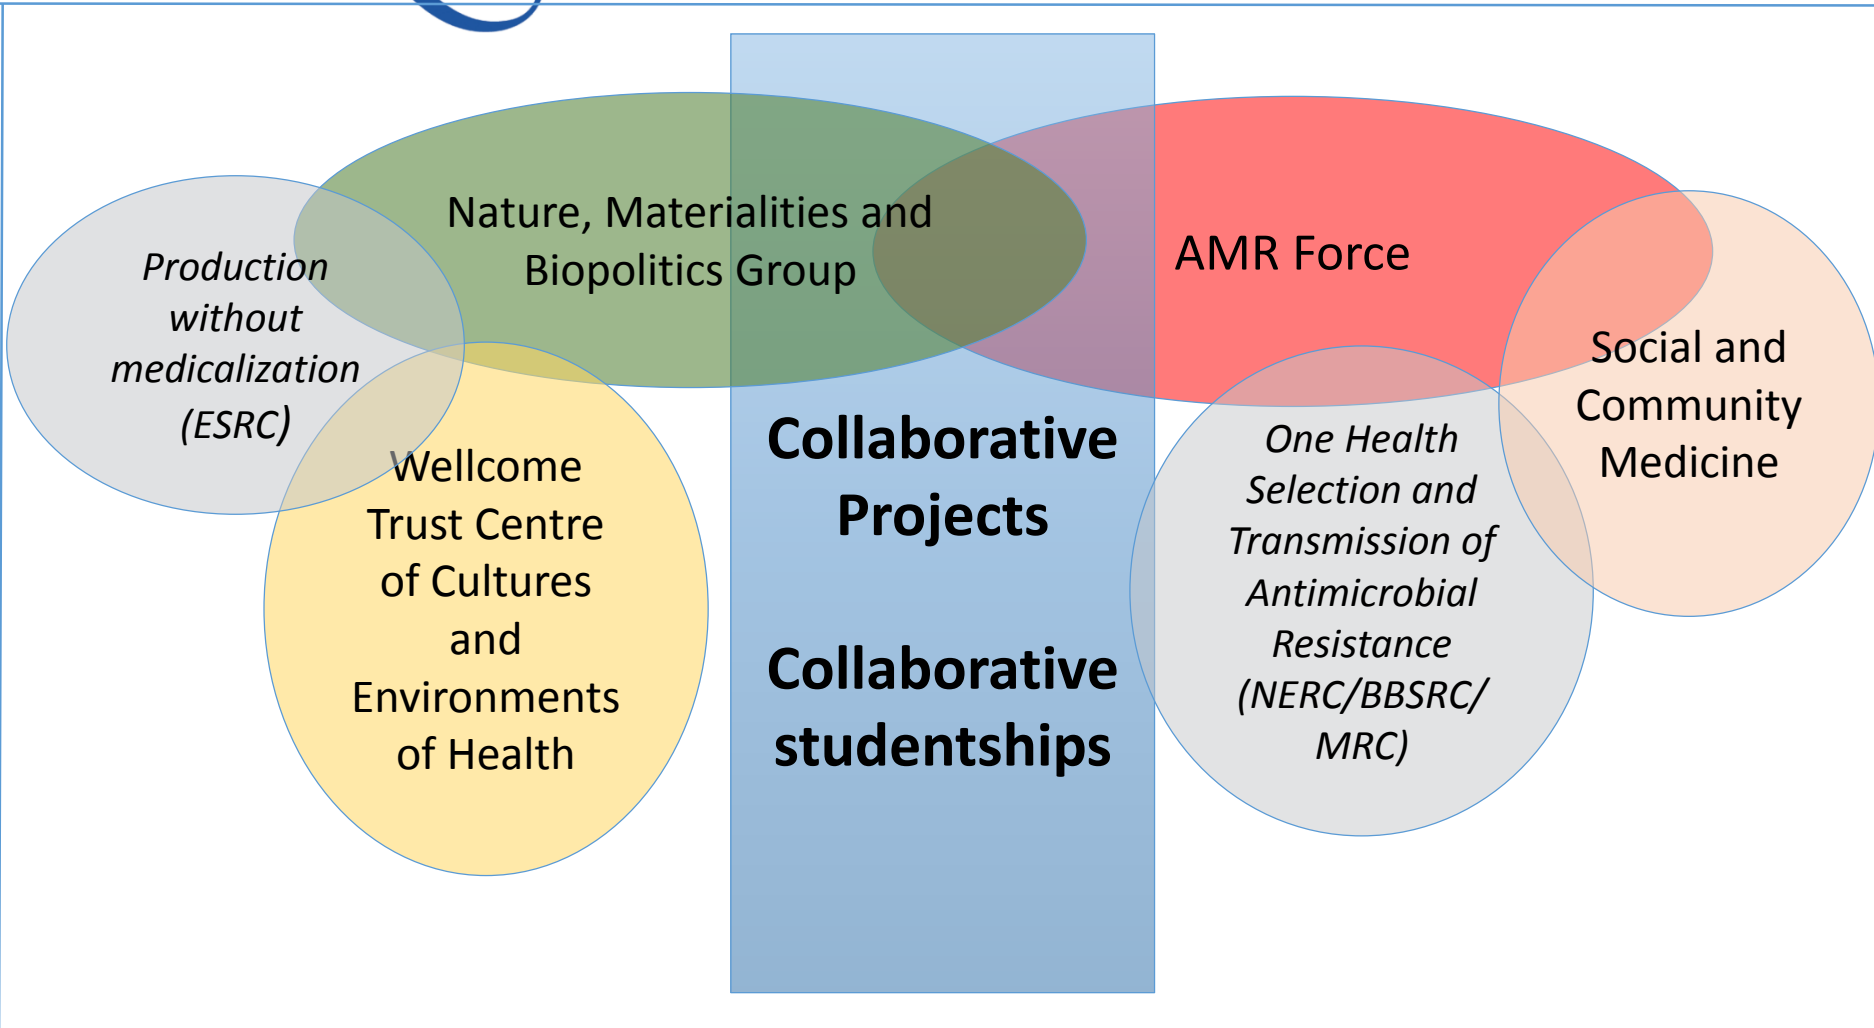 Nature, Materialities and
Biopolitics Group
AMR Force
Production
without
medicalization
(ESRC)
Wellcome
Trust Centre
of Cultures
and
Environments
of Health
Collaborative
Projects
Collaborative
studentships
One Health
Selection and
Transmission of
Antimicrobial
Resistance
(NERC/BBSRC/
MRC)
Social and
Community
Medicine